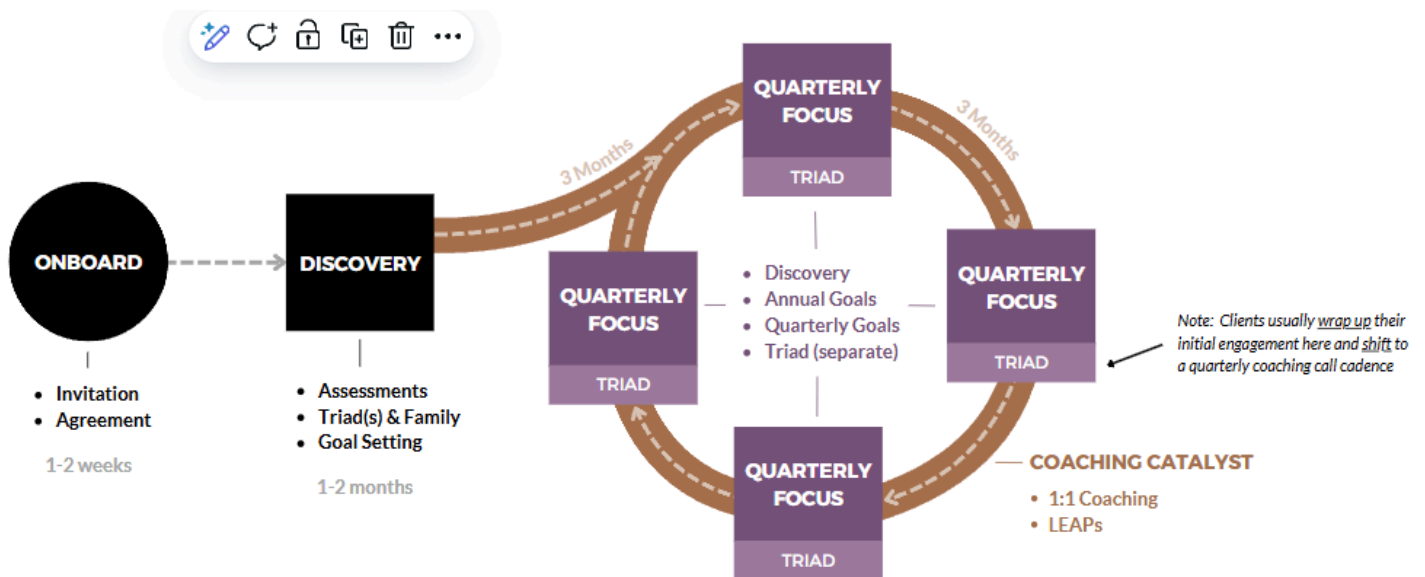 ONBOARD
• Invitation
• Agreement
1-2 weeks
DISCOVERY
• Assessments
• Triad(s) & Family
• Goal Setting
1-2 months
3 Months
QUARTERLY
FOCUS
TRIAD
3 Months
QUARTERLY
FOCUS
TRIAD
Note: Clients usually wrap up their
initial engagement here and shift to
a quarterly coaching call cadence
QUARTERLY
FOCUS
TRIAD
QUARTERLY
FOCUS
TRIAD
• Discovery
• Annual Goals
• Quarterly Goals
• Triad (separate)
COACHING CATALYST
• 1:1 Coaching
• LEAPs